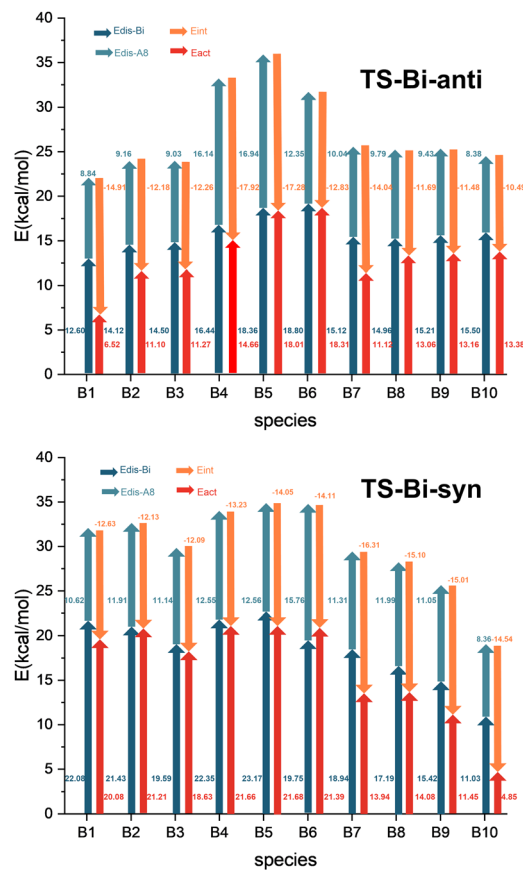 40
Edis-Bi Eint
Edis-A8 Eact
35
TS-Bi-anti
30
25
20
15
10
5
0
E(kcal/mol)
8.84 9.16 9.03 16.14 16.94 12.35 10.04 9.79 9.43 8.38
-14.91 -12.18 -12.26 -17.92 -17.28 -12.83 -14.04 -11.69 -11.48 -10.45
12.60 14.12 14.50 16.44 18.36 18.80 15.12 14.96 15.21 15.50
6.52 11.10 11.27 14.66 18.01 18.31 11.12 13.06 13.16 13.38
B1 B2 B3 B4 B5 B6 B7 B8 B9 B10
species
40
Edis-Bi Eint
Edis-A8 Eact
35
TS-Bi-syn
30
25
20
15
10
5
0
E(kcal/mol)
-12.63 -12.13 -12.09 -13.23 -14.05 -14.11 -16.31 -15.10 -15.01 -14.54
10.62 11.91 11.14 12.55 12.56 15.76 11.31 11.99 11.05 8.36
22.08 21.43 19.59 22.35 23.17 19.75 18.94 17.19 15.42 11.03
20.08 21.21 18.63 21.66 21.68 21.39 13.94 14.08 11.45 4.85
B1 B2 B3 B4 B5 B6 B7 B8 B9 B10
species